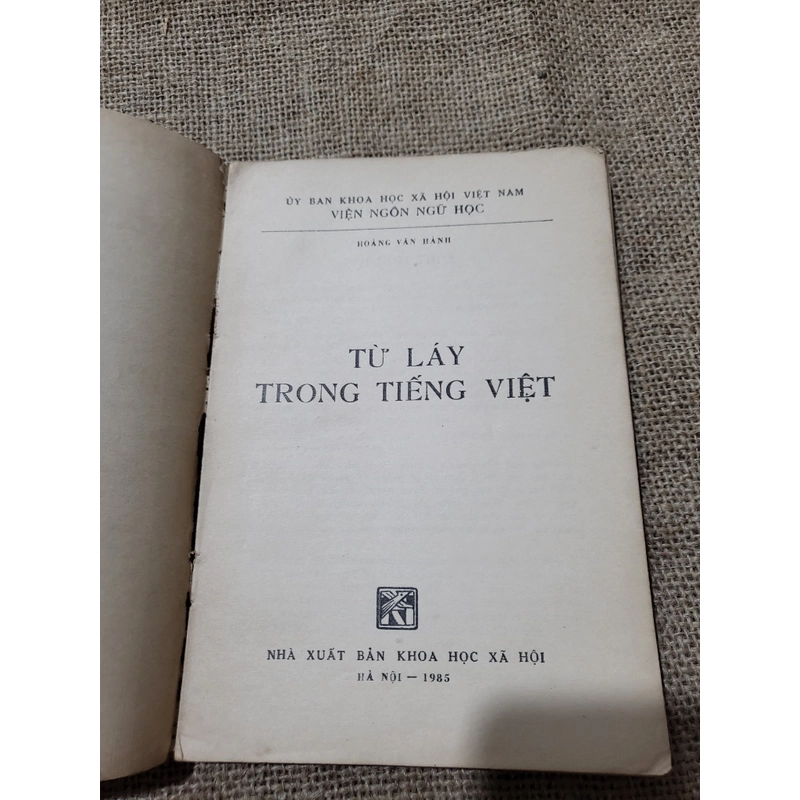 ỦY BAN KHOA HỌC XÃ HỘI VIỆT NAM
VIỆN NGÔN NGỮ HỌC
HOÀNG VĂN HÀNH
TỪ LÁY
TRONG TIẾNG VIỆT
NHÀ XUẤT BẢN KHOA HỌC XÃ HỘI
HÀ NỘI — 1985